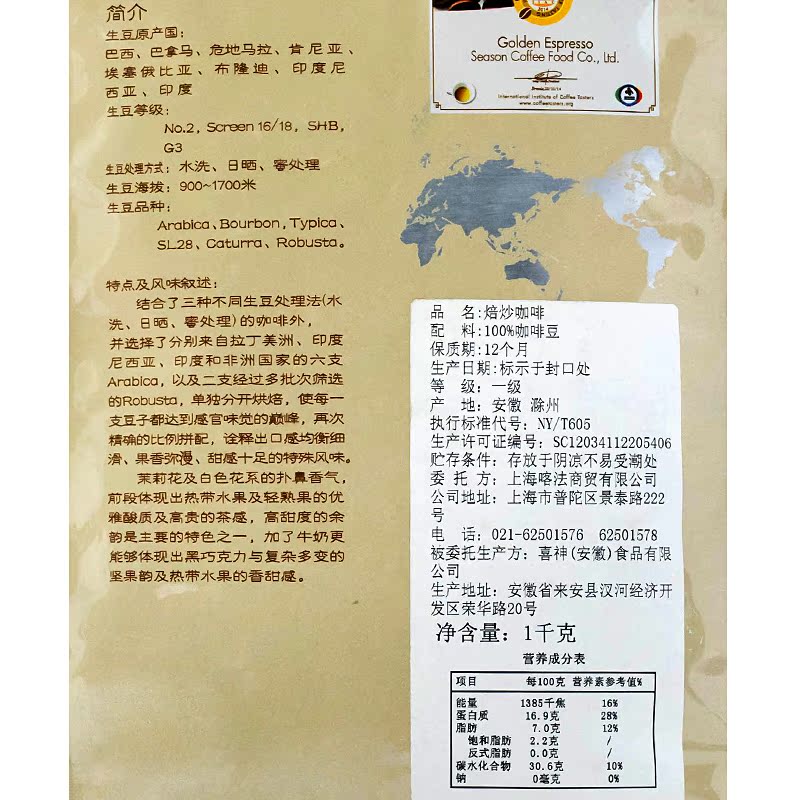 简介
生豆原产国:
巴西、巴拿马、危地马拉、肯尼亚、
埃塞俄比亚、布隆迪、印度尼
西亚、印度
生豆等级:
No.2, Screen 16/18, SHB,
G3
生豆处理方式: 水洗、日晒、蜜处理
生豆海拔: 900~1700米
生豆品种:
Arabica、Bourbon, Typica、
SL28、Caturra、Robusta。
特点及风味叙述:
结合了三种不同生豆处理法(水
洗、日晒、蜜处理)的咖啡外,
并选择了分别来自拉丁美洲、印度
尼西亚、印度和非洲国家的六支
Arabica, 以及二支经过多批次筛选
的Robusta, 单独分开烘焙, 使每一
支豆子都达到感官味觉的巅峰, 再次
精确的比例拼配, 诠释出口感均衡细
滑、果香弥漫、甜感十足的特殊风味。
茉莉花及白色花系的扑鼻香气,
前段体现出热带水果及轻熟果的优
雅酸质及高贵的茶感, 高甜度的余
韵是主要的特色之一, 加了牛奶更
能够体现出黑巧克力与复杂多变的
坚果韵及热带水果的香甜感。
Golden Espresso
Season Coffee Food Co., Ltd.
International Institute of Coffee Tasters
www.coffeetasters.org
品 名:焙炒咖啡
配 料:100%咖啡豆
保质期:12个月
生产日期:标示于封口处
等 级: 一级
产 地: 安徽 滁州
执行标准代号: NY/T605
生产许可证编号: SC12034112205406
贮存条件: 存放于阴凉不易受潮处
委 托 方: 上海喀法商贸有限公司
公司地址: 上海市普陀区景泰路222
号
电 话: 021-62501576 62501578
被委托生产方: 喜神(安徽)食品有限
公司
生产地址: 安徽省来安县汊河经济开
发区荣华路20号
净含量: 1千克
营养成分表
项目 每100克 营养素参考值%
能量 1385千焦 16%
蛋白质 16.9克 28%
脂肪 7.0克 12%
饱和脂肪 2.2克 /
反式脂肪 0.0克 /
碳水化合物 30.6克 10%
钠 0毫克 0%